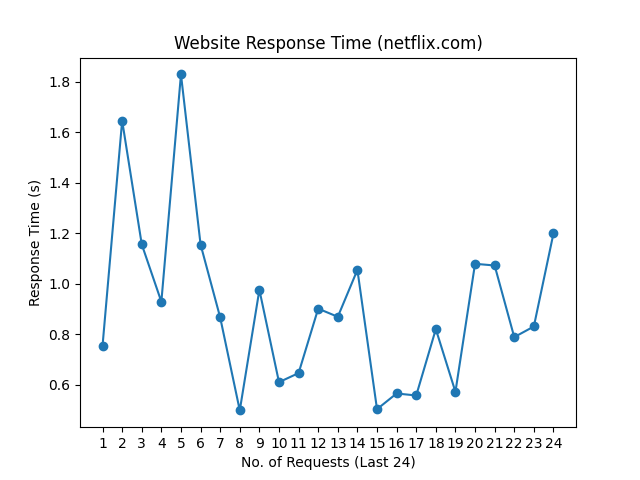 Website Response Time (netflix.com)
Response Time (s)
1.8
1.6
1.4
1.2
1.0
0.8
0.6
1 2 3 4 5 6 7 8 9 10 11 12 13 14 15 16 17 18 19 20 21 22 23 24
No. of Requests (Last 24)